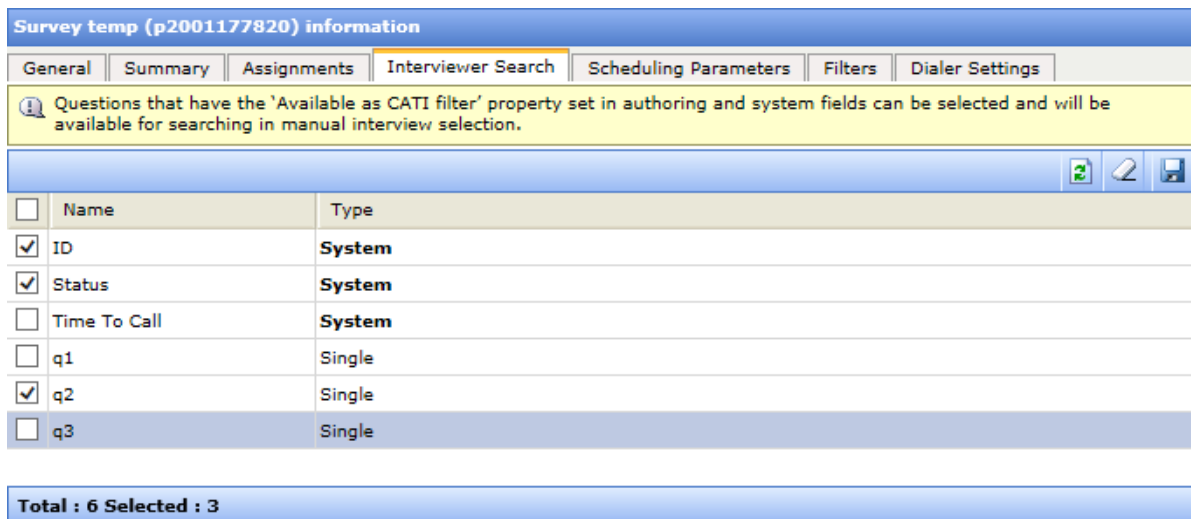 Survey temp (p2001177820) information
General Summary Assignments Interviewer Search Scheduling Parameters Filters Dialer Settings
Questions that have the ‘Available as CATI filter’ property set in authoring and system fields can be selected and will be
available for searching in manual interview selection.
Name Type
ID System
Status System
Time To Call System
q1 Single
q2 Single
q3 Single
Total : 6 Selected : 3